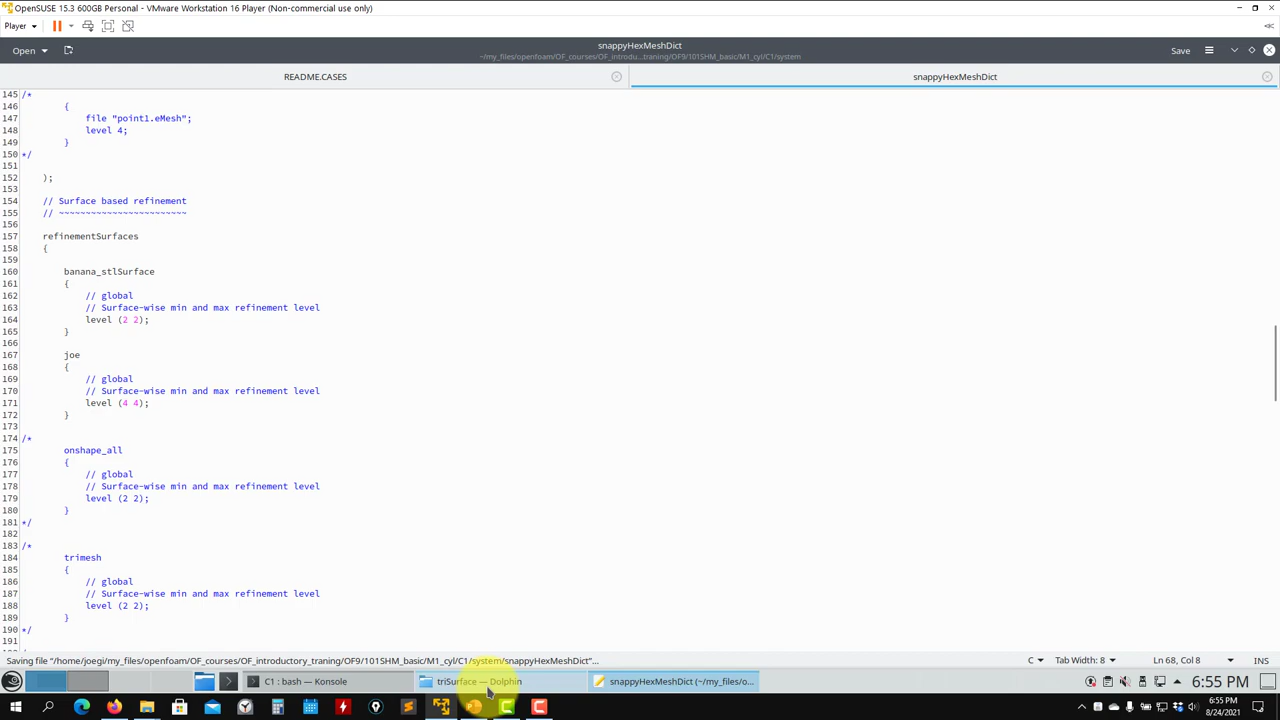 OpenSUSE 15.3 600GB Personal - VMware Workstation 16 Player (Non-commercial use only)
Player
Open
snappyHexMeshDict
~/my_files/openfoam/OF_courses/OF_introdu...traning/OF9/101SHM_basic/M1_cyl/C1/system
Save
README.CASES
snappyHexMeshDict
145 /*
146 {
147 file "point1.eMesh";
148 level 4;
149 }
150 */
151
152 );
153
154 // Surface based refinement
155 // ~~~~~~~~~~~~~~~~~~~~~~~~
156
157 refinementSurfaces
158 {
159
160 banana_stlSurface
161 {
162 // global
163 // Surface-wise min and max refinement level
164 level (2 2);
165 }
166
167 joe
168 {
169 // global
170 // Surface-wise min and max refinement level
171 level (4 4);
172 }
173
174 /*
175 onshape_all
176 {
177 // global
178 // Surface-wise min and max refinement level
179 level (2 2);
180 }
181 */
182
183 /*
184 trimesh
185 {
186 // global
187 // Surface-wise min and max refinement level
188 level (2 2);
189 }
190 */
191
Saving file "/home/joegi/my_files/openfoam/OF_courses/OF_introductory_traning/OF9/101SHM_basic/M1_cyl/C1/system/snappyHexMeshDict"...
C
Tab Width: 8
Ln 68, Col 8
INS
C1 : bash — Konsole
triSurface — Dolphin
snappyHexMeshDict (~/my_files/o...
6:55 PM
6:55 PM
8/24/2021